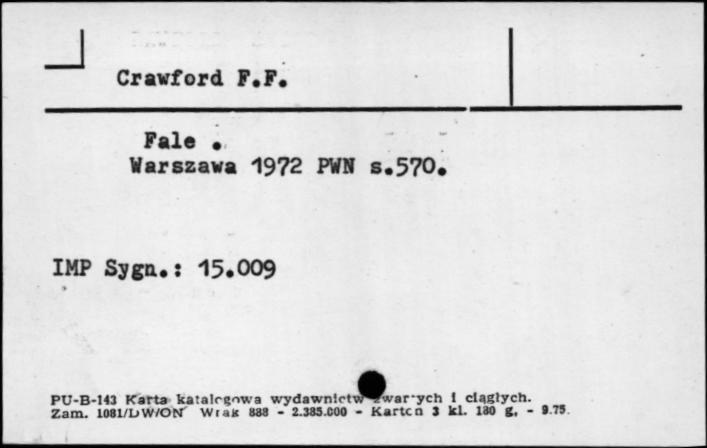 Crawford F.F.
Fale .
Warszawa 1972 PWN s.570.
IMP Sygn.: 15.009
PU-B-143 Karta katalogowa wydawnictw zwartych i ciągłych.
Zam. 1081/DW/ON Wrak 888 - 2.385.000 - Karton 3 kl. 180 g. - 9.75.